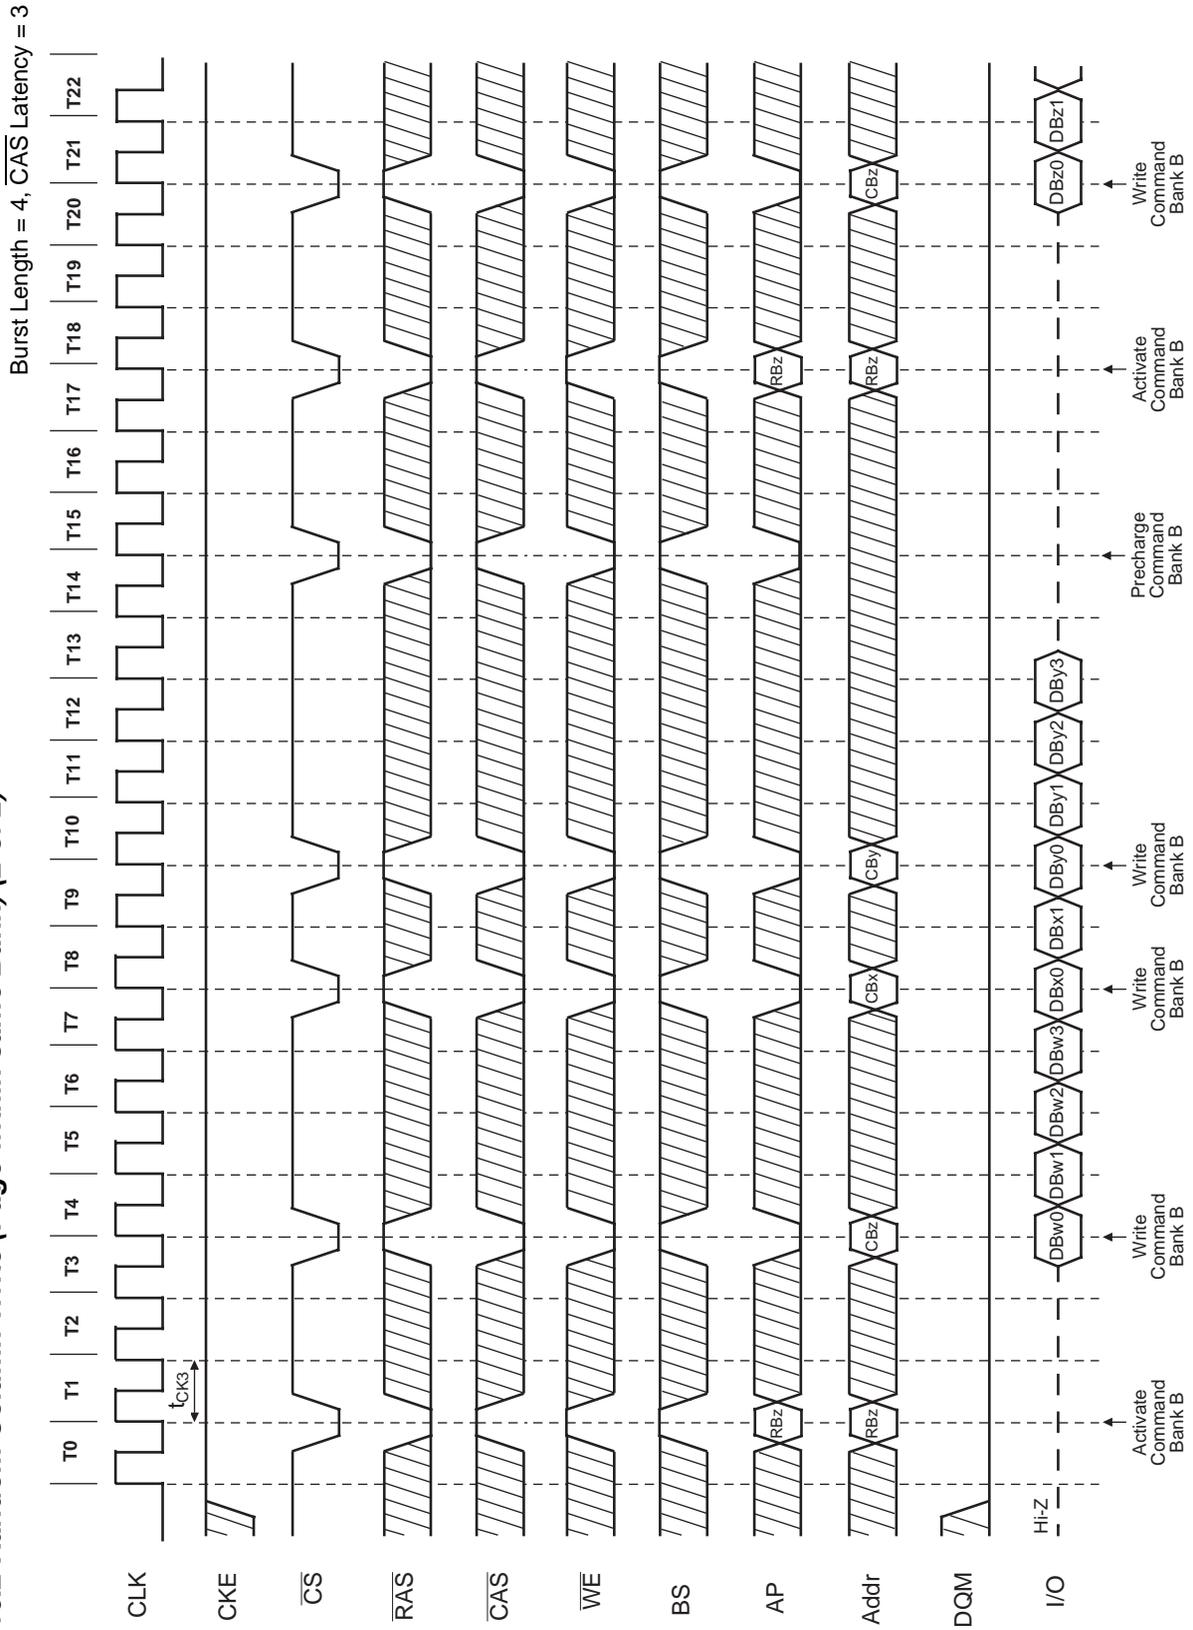 Burst Length = 4, CAS Latency = 3
T0 T1 T2 T3 T4 T5 T6 T7 T8 T9 T10 T11 T12 T13 T14 T15 T16 T17 T18 T19 T20 T21 T22
CLK
tCK3
CKE
CS
RAS
CAS
WE
BS
AP
RBz RBz
Addr
RBz CBz CBx CBy RBz CBz
DQM
I/O
Hi-Z
DBw0 DBw1 DBw2 DBw3 DBx0 DBx1 DBy0 DBy1 DBy2 DBy3 DBz0 DBz1
Activate
Command
Bank B
Write
Command
Bank B
Write
Command
Bank B
Write
Command
Bank B
Precharge
Command
Bank B
Activate
Command
Bank B
Write
Command
Bank B